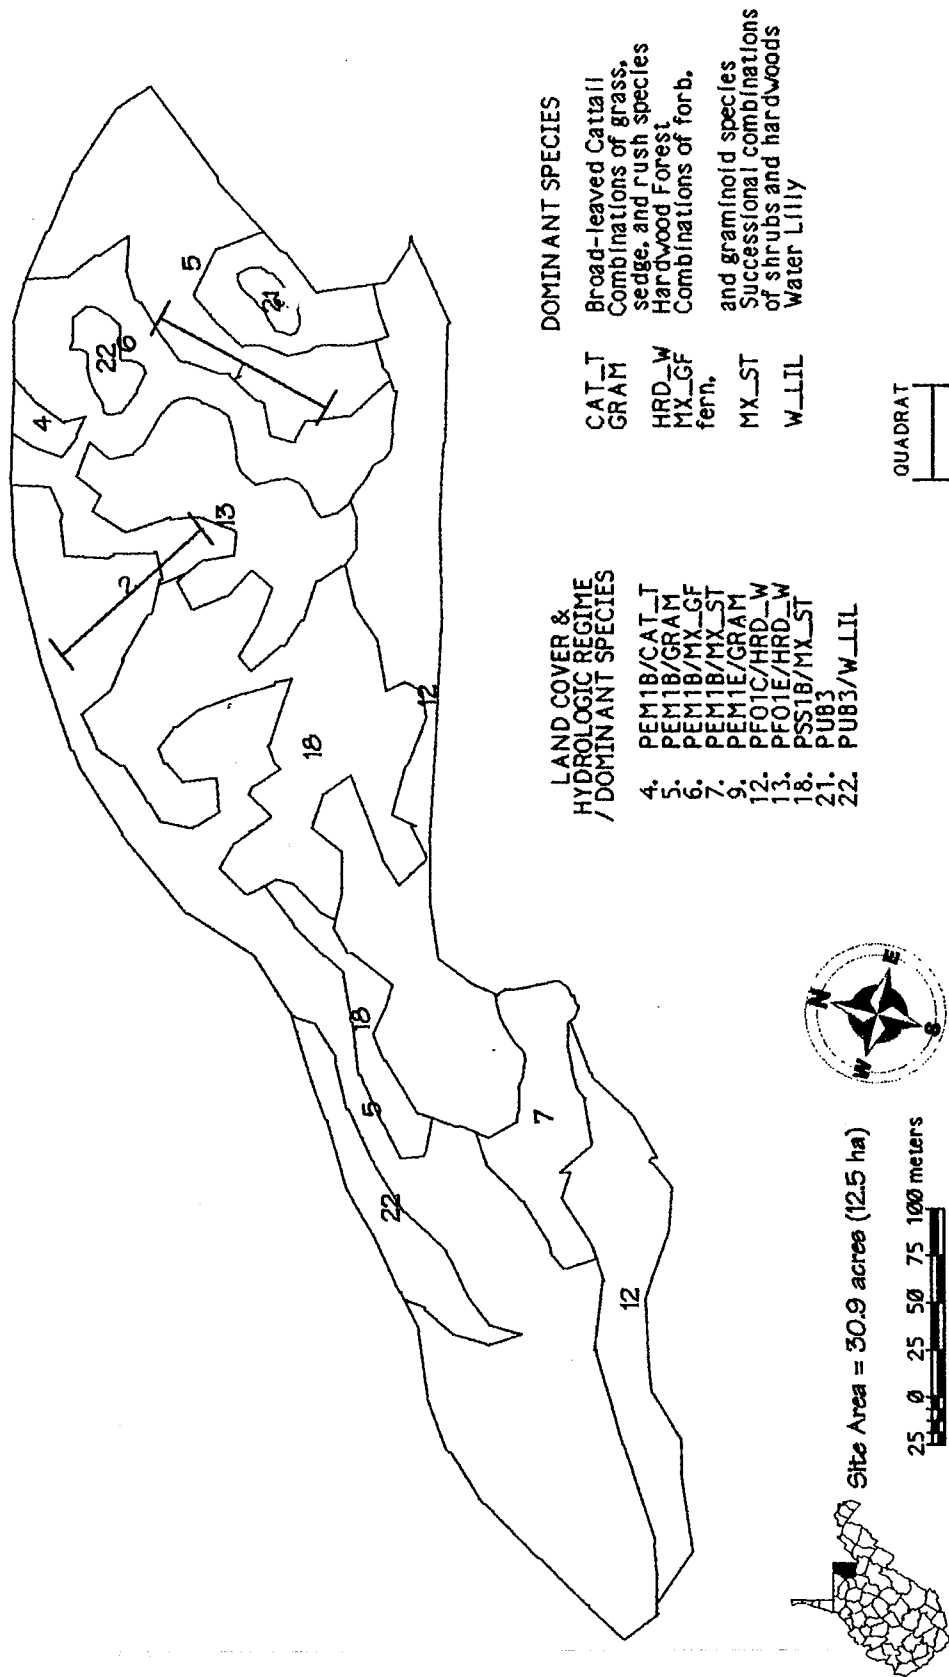 4
22
6
5
21
2
13
18
12
18
5
22
7
12
LAND COVER &
HYDROLOGIC REGIME
/DOMINANT SPECIES
4. PEM1B/CAT_T
5. PEM1B/GRAM
6. PEM1B/MX_GF
7. PEM1B/MX_ST
9. PEM1E/GRAM
12. PFO1C/HRD_W
13. PFO1E/HRD_W
18. PSS1B/MX_ST
21. PUB3
22. PUB3/W_LIL
DOMINANT SPECIES
CAT_T Broad-leaved Cattail
GRAM Combinations of grass,
sedge, and rush species
HRD_W Hardwood Forest
MX_GF Combinations of forb,
fern,
and graminoid species
MX_ST Successional combinations
of shrubs and hardwoods
W_LIL Water Lilly
QUADRAT
N
E
S
W
Site Area = 30.9 acres (12.5 ha)
25 0 25 50 75 100 meters